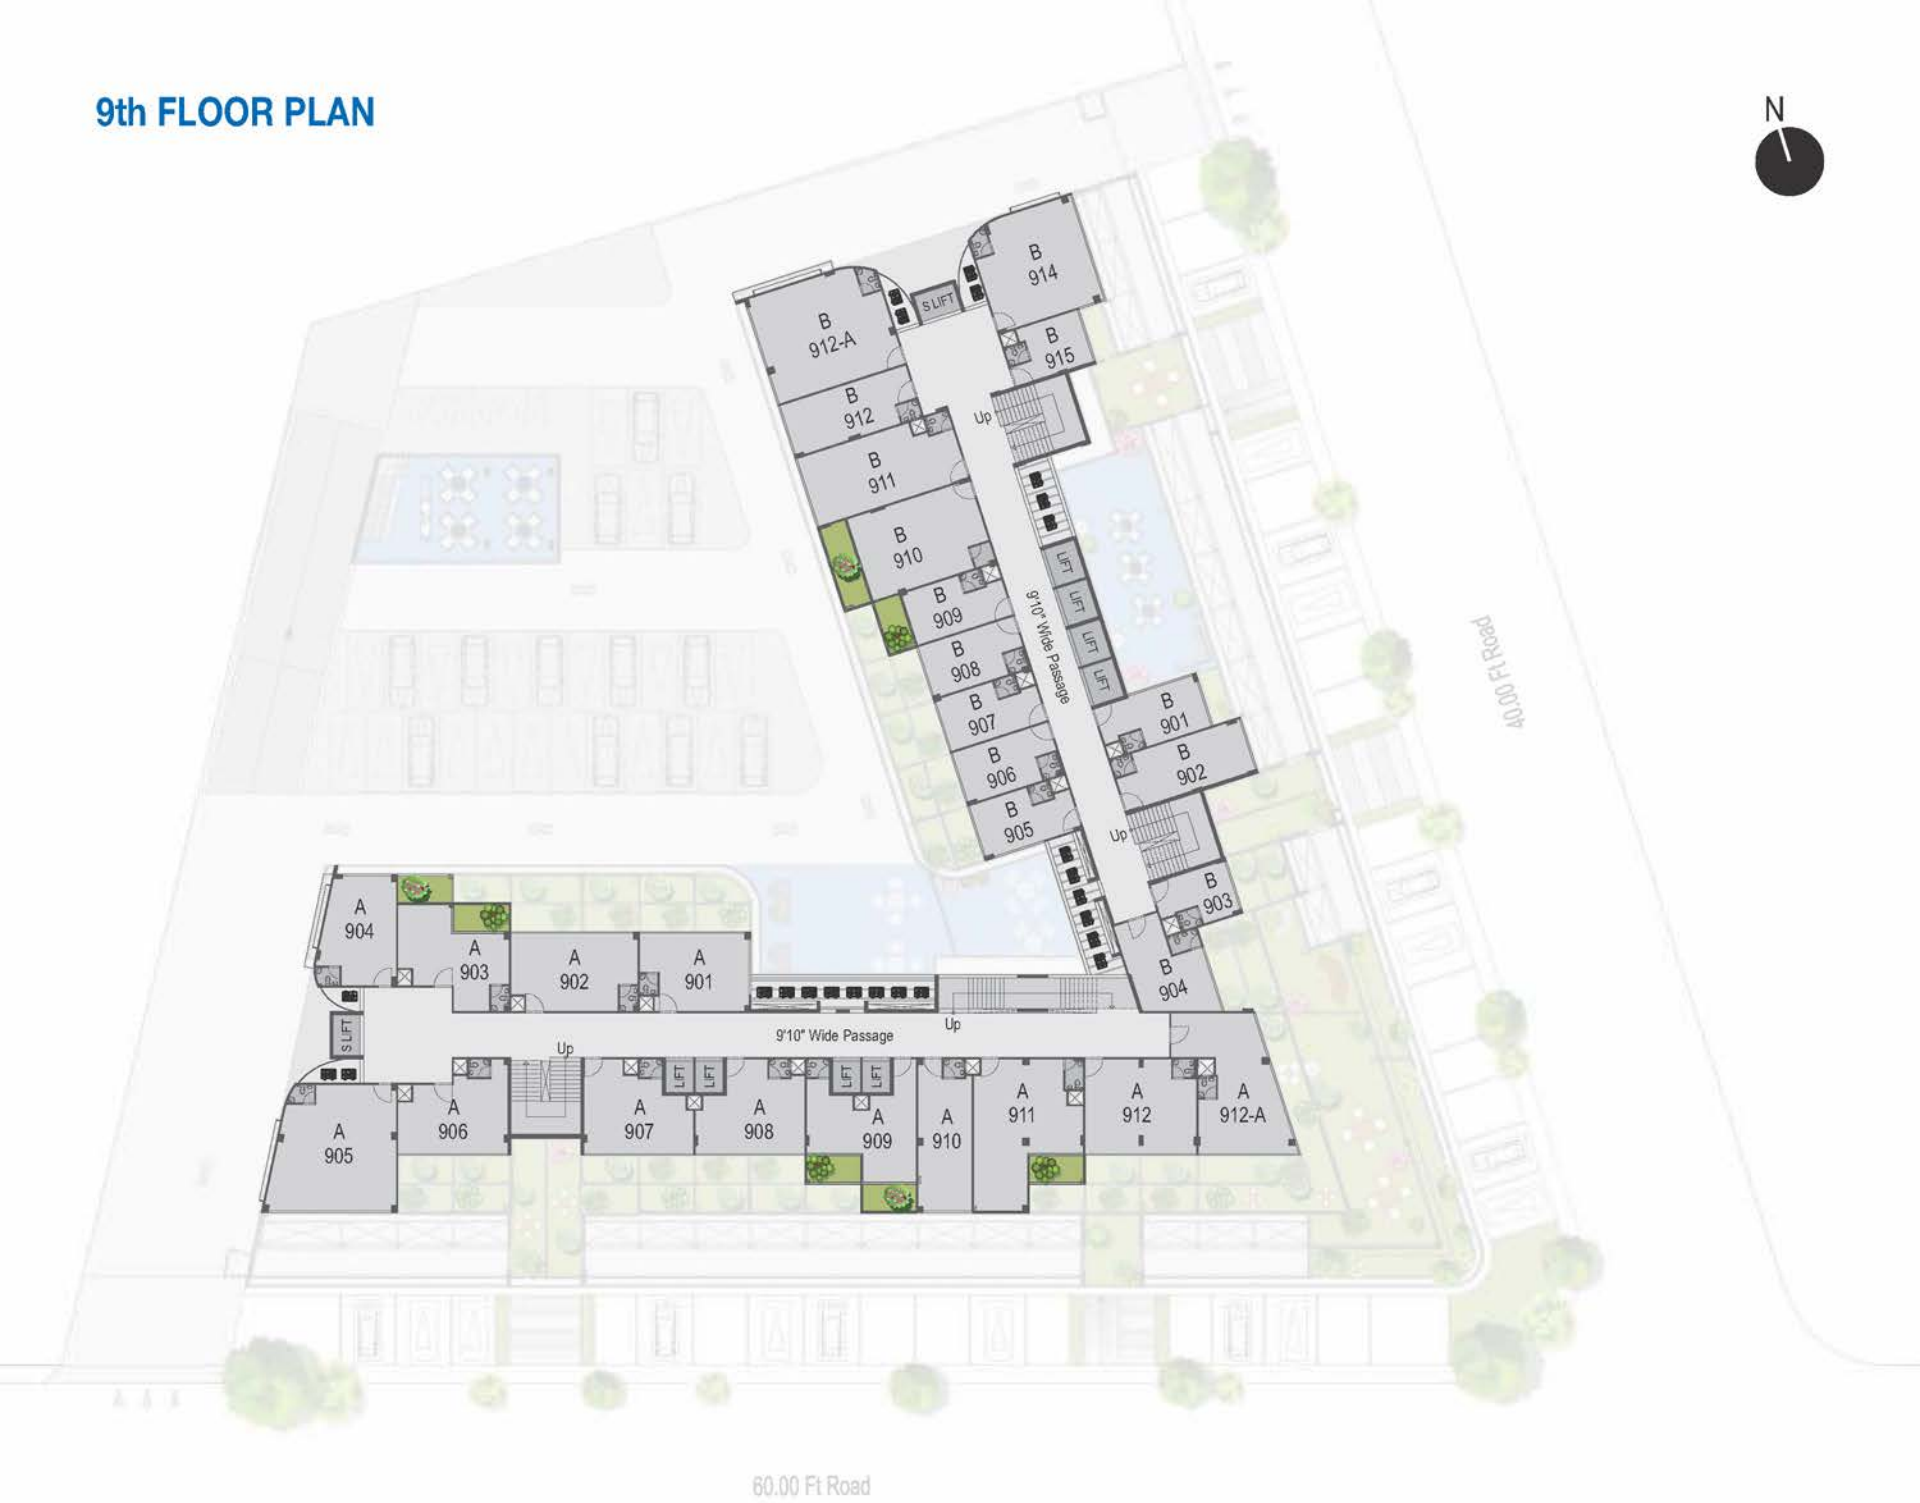 9th FLOOR PLAN
N
B
914
S LIFT
B
912-A
B
915
B
912
Up
B
911
B
910
LIFT
LIFT
LIFT
LIFT
9'10" Wide Passage
B
909
B
908
B
907
B
906
B
905
B
901
B
902
Up
B
903
B
904
40.00 Ft Road
A
904
A
903
A
902
A
901
S LIFT
9'10" Wide Passage
Up
Up
LIFT
LIFT
LIFT
LIFT
A
905
A
906
A
907
A
908
A
909
A
910
A
911
A
912
A
912-A
60.00 Ft Road